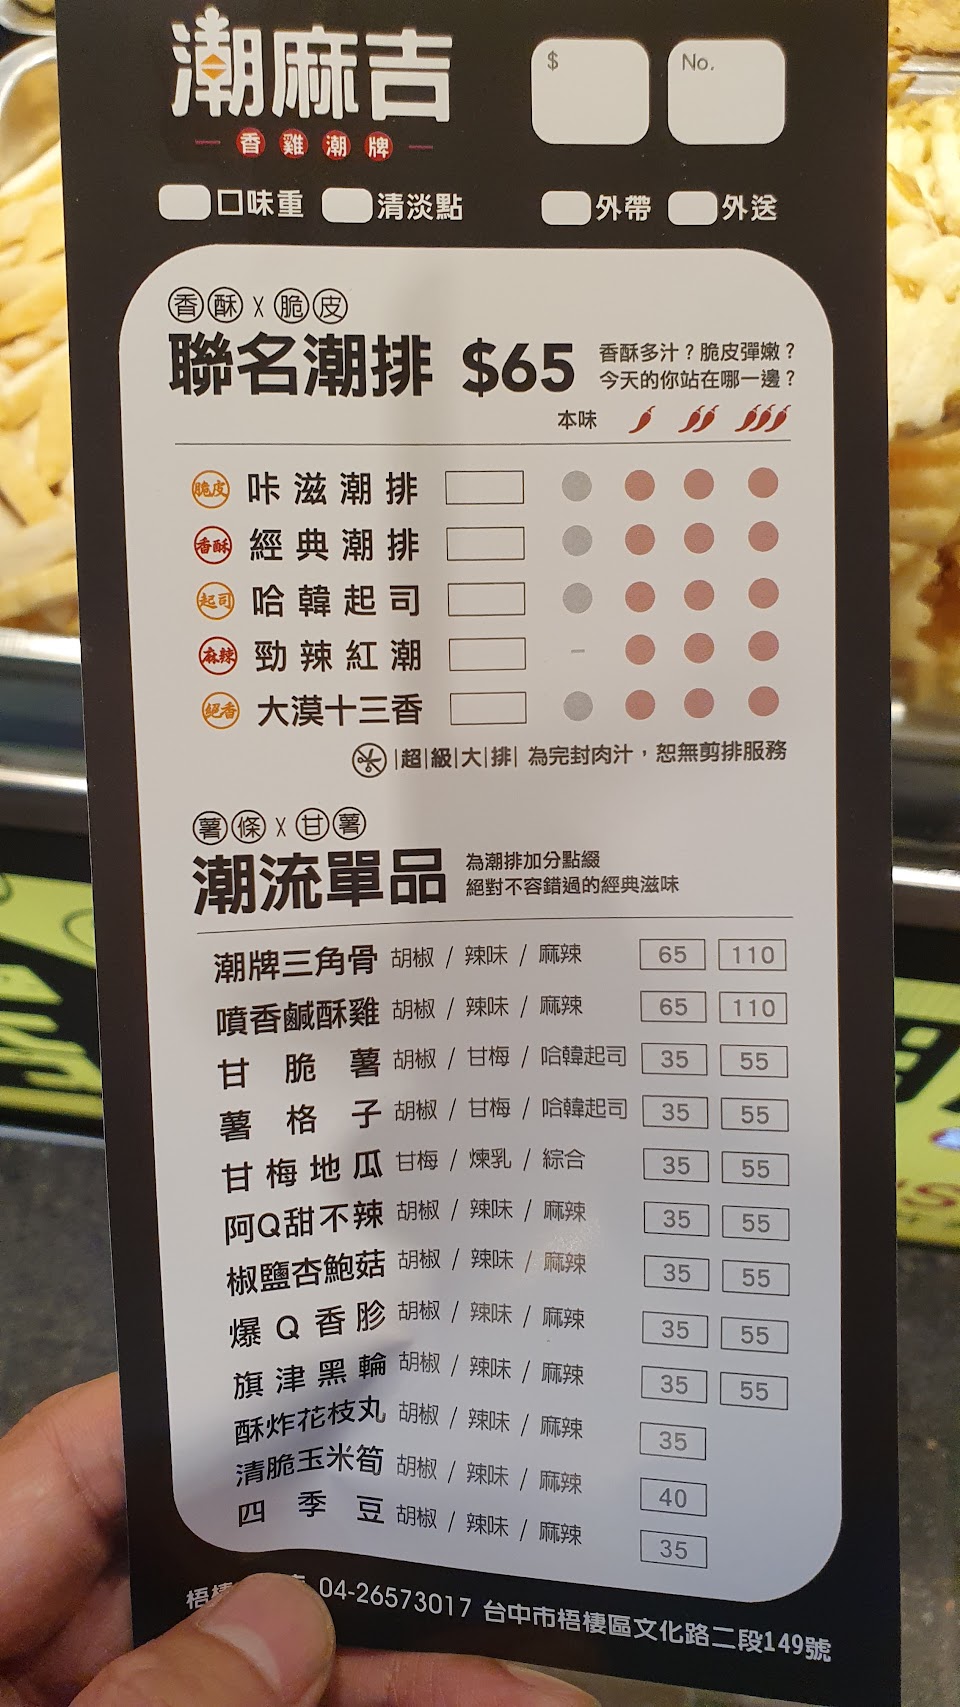 潮麻吉
香雞潮牌
$
No.
口味重 清淡點 外帶 外送
香酥 X 脆皮
聯名潮排 $65
香酥多汁？脆皮彈嫩？
今天的你站在哪一邊？
本味
脆皮 咔滋潮排
香酥 經典潮排
起司 哈韓起司
麻辣 勁辣紅潮 -
絕香 大漠十三香
|超|級|大|排| 為完封肉汁，恕無剪排服務
薯條 X 甘薯
潮流單品
為潮排加分點綴
絕對不容錯過的經典滋味
潮牌三角骨 胡椒 / 辣味 / 麻辣 65 110
噴香鹹酥雞 胡椒 / 辣味 / 麻辣 65 110
甘脆薯 胡椒 / 甘梅 / 哈韓起司 35 55
薯格子 胡椒 / 甘梅 / 哈韓起司 35 55
甘梅地瓜 甘梅 / 煉乳 / 綜合 35 55
阿Q甜不辣 胡椒 / 辣味 / 麻辣 35 55
椒鹽杏鮑菇 胡椒 / 辣味 / 麻辣 35 55
爆Q香胗 胡椒 / 辣味 / 麻辣 35 55
旗津黑輪 胡椒 / 辣味 / 麻辣 35 55
酥炸花枝丸 胡椒 / 辣味 / 麻辣 35
清脆玉米筍 胡椒 / 辣味 / 麻辣 40
四季豆 胡椒 / 辣味 / 麻辣 35
04-26573017 台中市梧棲區文化路二段149號